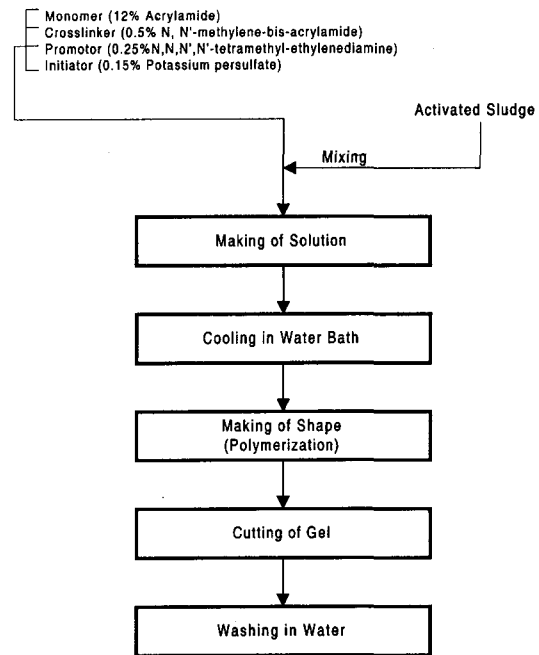 Monomer (12% Acrylamide)
Crosslinker (0.5% N, N'-methylene-bis-acrylamide)
Promotor (0.25%N,N,N',N'-tetramethyl-ethylenediamine)
Initiator (0.15% Potassium persulfate)
Activated Sludge
Mixing
Making of Solution
Cooling in Water Bath
Making of Shape
(Polymerization)
Cutting of Gel
Washing in Water